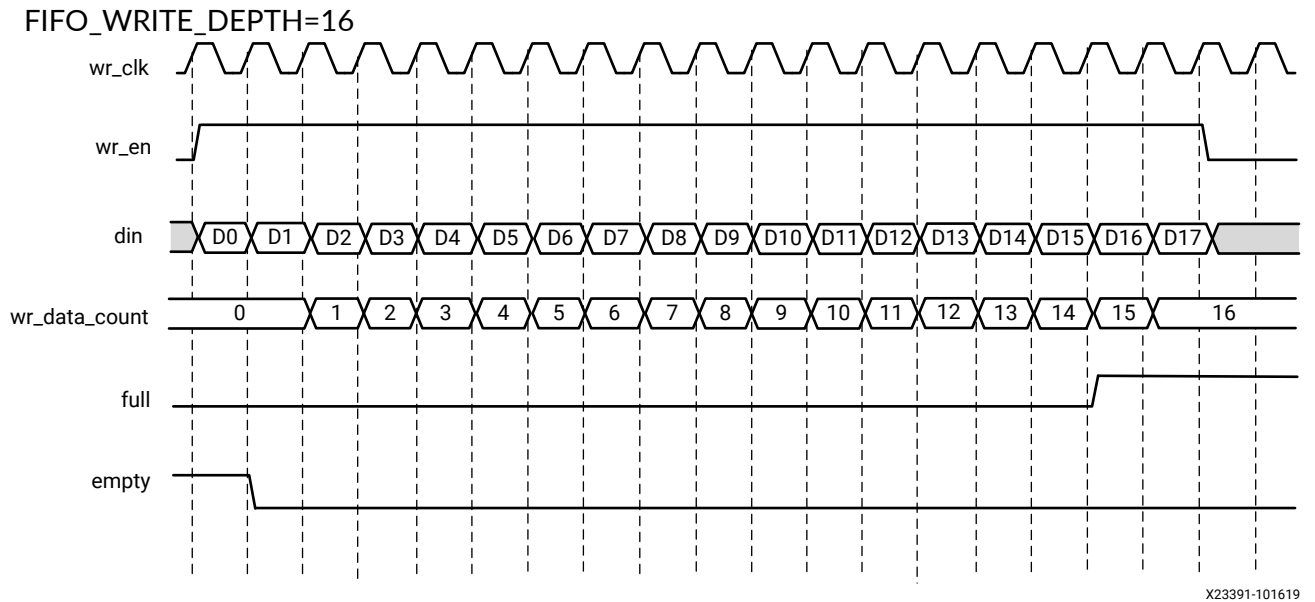 FIFO_WRITE_DEPTH=16
wr_clk
wr_en
din D0 D1 D2 D3 D4 D5 D6 D7 D8 D9 D10 D11 D12 D13 D14 D15 D16 D17
wr_data_count 0 1 2 3 4 5 6 7 8 9 10 11 12 13 14 15 16
full
empty
X23391-101619